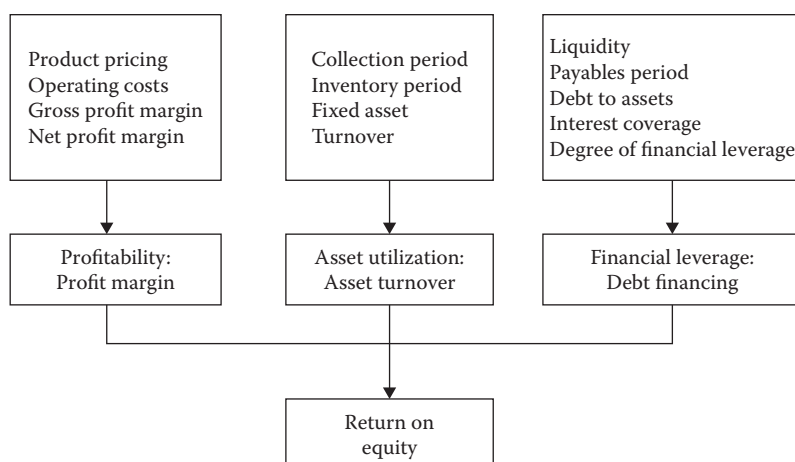 Product pricing
Operating costs
Gross profit margin
Net profit margin
Collection period
Inventory period
Fixed asset
Turnover
Liquidity
Payables period
Debt to assets
Interest coverage
Degree of financial leverage
Profitability:
Profit margin
Asset utilization:
Asset turnover
Financial leverage:
Debt financing
Return on
equity